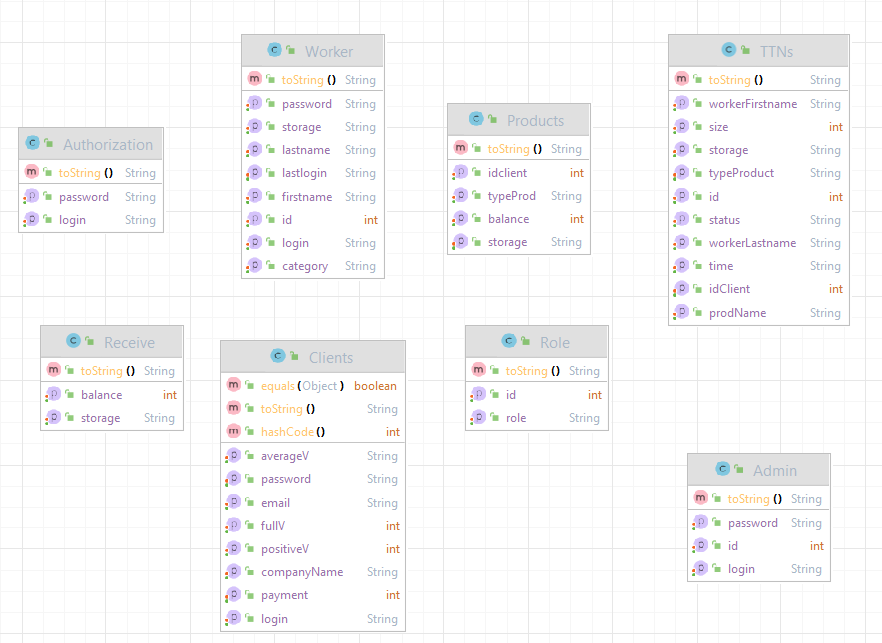 Worker
m toString () String
p password String
p storage String
p lastname String
p lastlogin String
p firstname String
p id int
p login String
p category String
TTNs
m toString () String
p workerFirstname String
p size int
p storage String
p typeProduct String
p id int
p status String
p workerLastname String
p time String
p idClient int
p prodName String
Products
m toString () String
p idclient int
p typeProd String
p balance int
p storage String
Authorization
m toString () String
p password String
p login String
Receive
m toString () String
p balance int
p storage String
Clients
m equals (Object ) boolean
m toString () String
m hashCode () int
p averageV String
p password String
p email String
p fullV int
p positiveV int
p companyName String
p payment int
p login String
Role
m toString () String
p id int
p role String
Admin
m toString () String
p password String
p id int
p login String